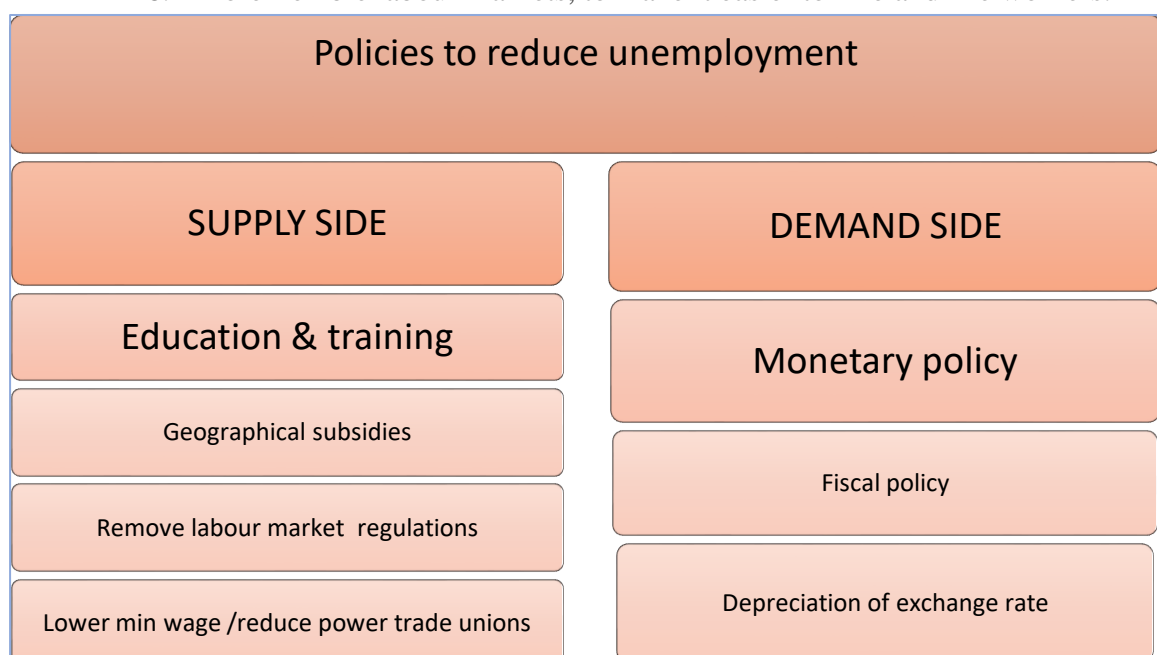 Policies to reduce unemployment
SUPPLY SIDE
Education & training
Geographical subsidies
Remove labour market regulations
Lower min wage /reduce power trade unions
DEMAND SIDE
Monetary policy
Fiscal policy
Depreciation of exchange rate